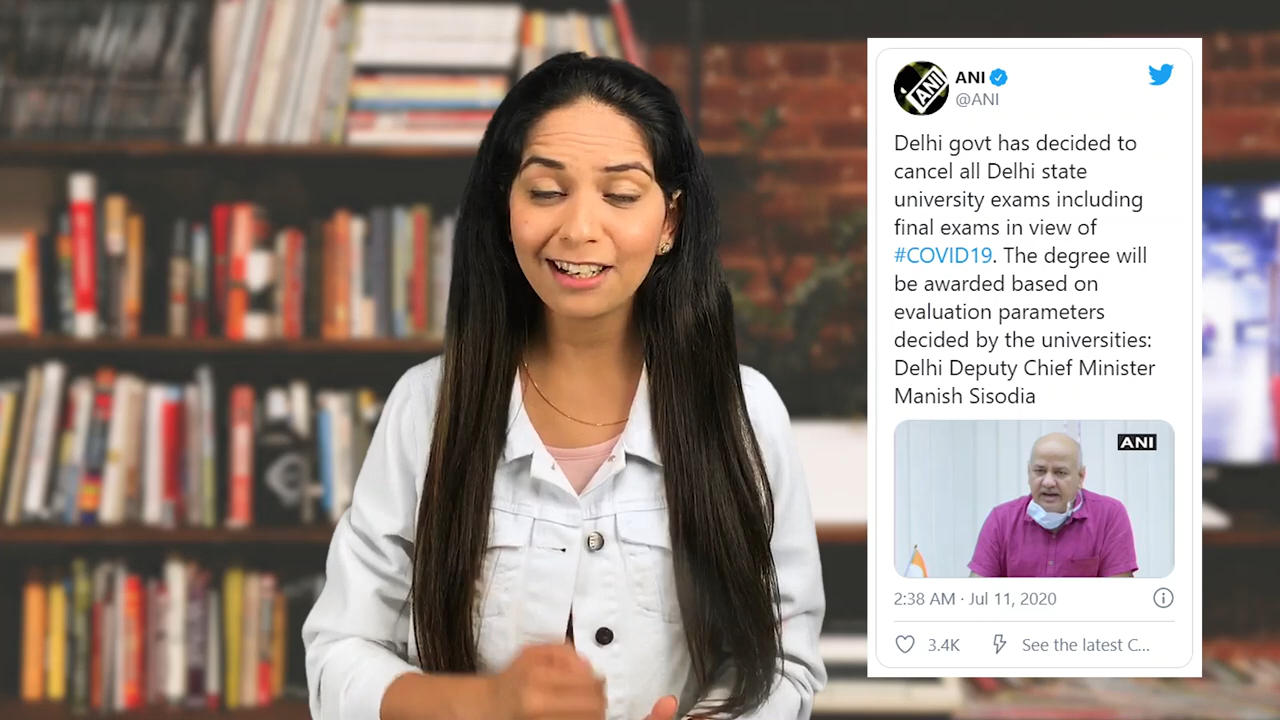 ANI
ANI
@ANI
Delhi govt has decided to
cancel all Delhi state
university exams including
final exams in view of
#COVID19. The degree will
be awarded based on
evaluation parameters
decided by the universities:
Delhi Deputy Chief Minister
Manish Sisodia
ANI
2:38 AM · Jul 11, 2020
3.4K
See the latest C...